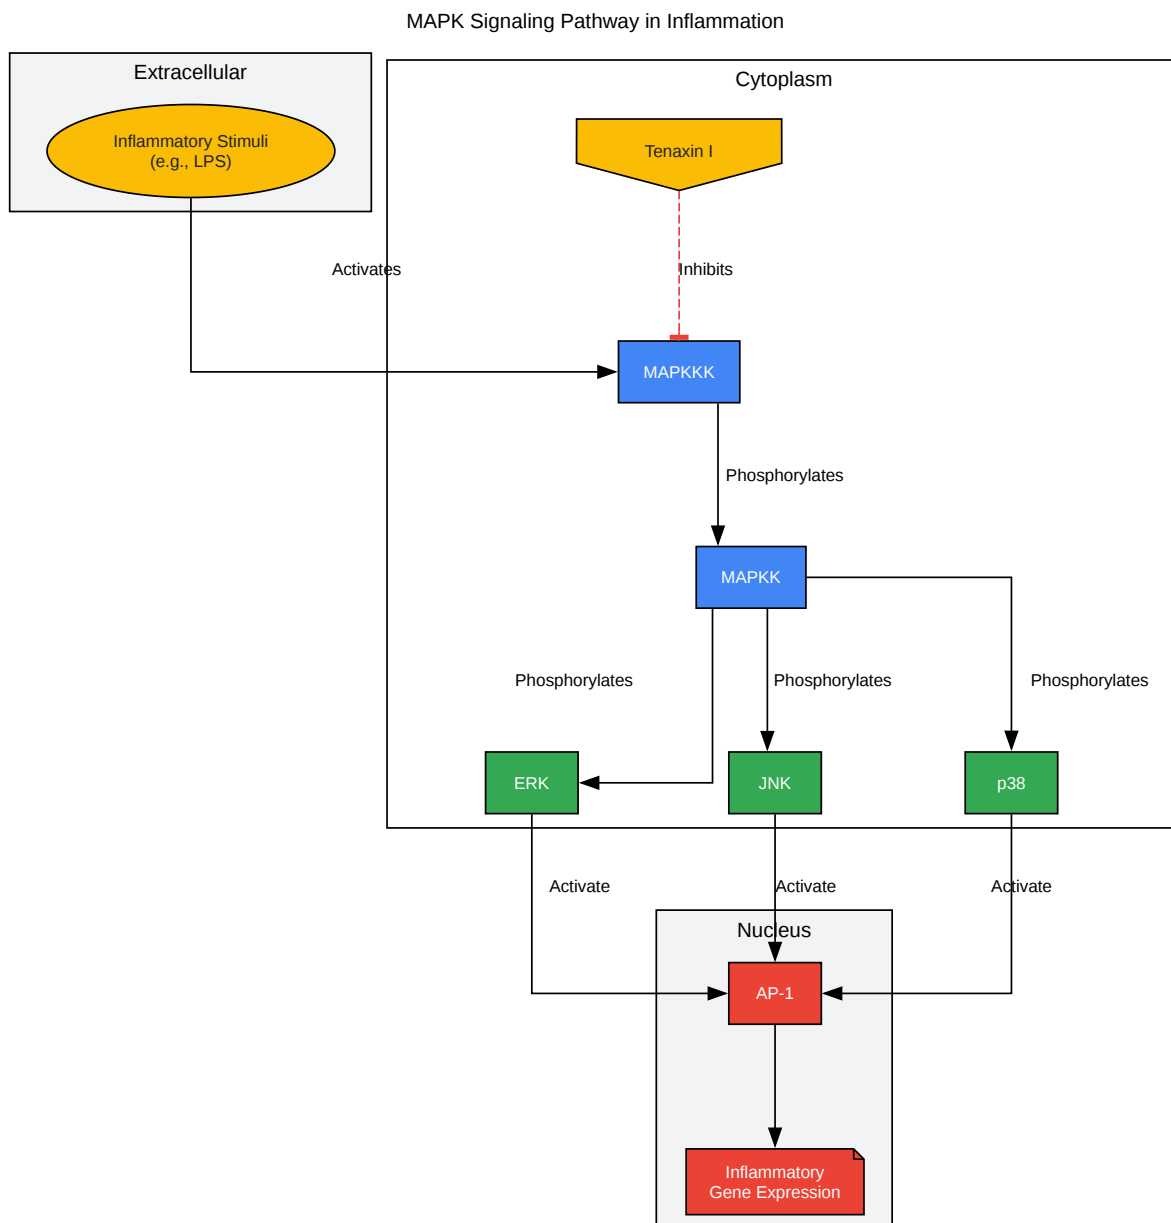 MAPK Signaling Pathway in Inflammation
Extracellular
Cytoplasm
Inflammatory Stimuli
(e.g., LPS)
Tenaxin I
Activates
Inhibits
MAPKKK
Phosphorylates
MAPKK
Phosphorylates
Phosphorylates
Phosphorylates
ERK
JNK
p38
Activate
Activate
Activate
Nucleus
AP-1
Inflammatory
Gene Expression